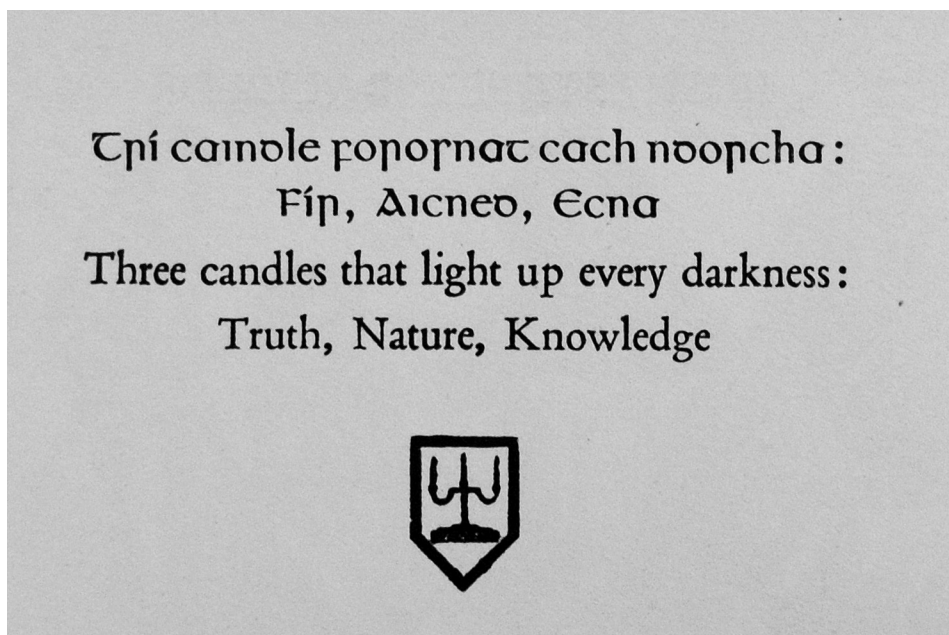 Trí caindle forosnat cach ndorcha:
Fír, Aicned, Ecna
Three candles that light up every darkness:
Truth, Nature, Knowledge